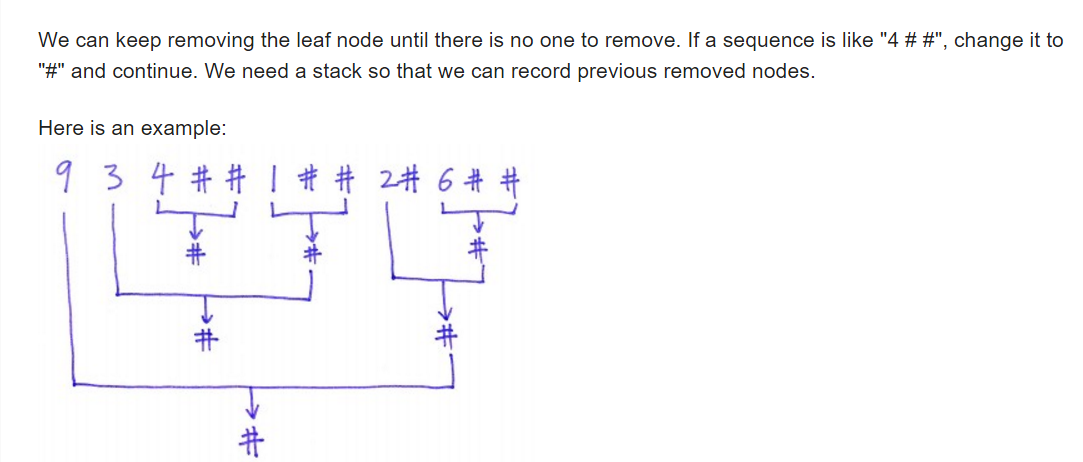 We can keep removing the leaf node until there is no one to remove. If a sequence is like "4 # #", change it to
"#" and continue. We need a stack so that we can record previous removed nodes.
Here is an example:
9 3 4 # # 1 # # 2 # 6 # #
# # #
# #
#